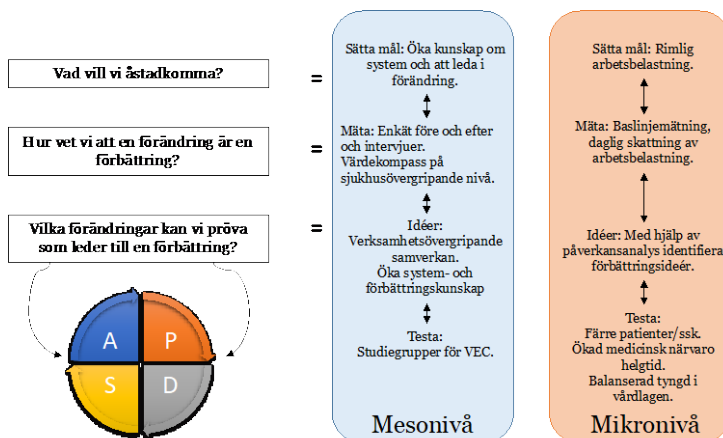 Vad vill vi åstadkomma?
=
Hur vet vi att en förändring är en
förbättring?
=
Vilka förändringar kan vi pröva
som leder till en förbättring?
=
A
P
S
D
Sätta mål: Öka kunskap om
system och att leda i
förändring.
Mäta: Enkät före och efter
och intervjuer.
Värdekompass på
sjukhusövergripande nivå.
Idéer:
Verksamhetsövergripande
samverkan.
Öka system- och
förbättringskunskap
Testa:
Studiegrupper för VEC.
Mesonivå
Sätta mål: Rimlig
arbetsbelastning.
Mäta: Baslinjemätning,
daglig skattning av
arbetsbelastning.
Idéer: Med hjälp av
påverkansanalys identifiera
förbättringsideér.
Testa:
Färre patienter/ssk.
Ökad medicinsk närvaro
helgtid.
Balanserad tyngd i
vårdlagen.
Mikronivå